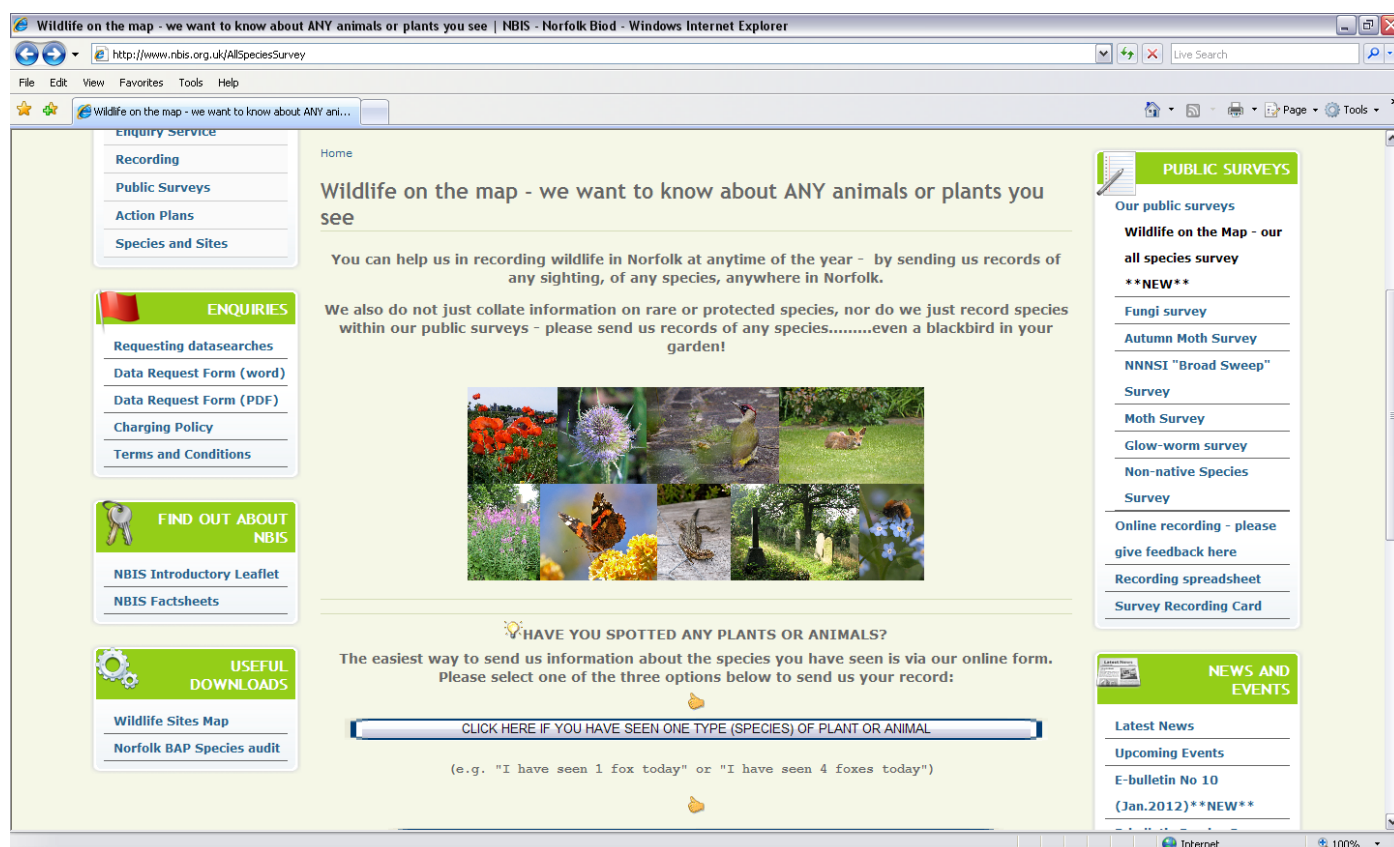 Wildlife on the map - we want to know about ANY animals or plants you see | NBIS - Norfolk Biod - Windows Internet Explorer
http://www.nbis.org.uk/AllSpeciesSurvey
Live Search
File Edit View Favorites Tools Help
Wildlife on the map - we want to know about ANY ani...
Page Tools
Enquiry Service
Recording
Public Surveys
Action Plans
Species and Sites
ENQUIRIES
Requesting datasearches
Data Request Form (word)
Data Request Form (PDF)
Charging Policy
Terms and Conditions
FIND OUT ABOUT
NBIS
NBIS Introductory Leaflet
NBIS Factsheets
USEFUL
DOWNLOADS
Wildlife Sites Map
Norfolk BAP Species audit
Home
Wildlife on the map - we want to know about ANY animals or plants you
see
You can help us in recording wildlife in Norfolk at anytime of the year - by sending us records of
any sighting, of any species, anywhere in Norfolk.
We also do not just collate information on rare or protected species, nor do we just record species
within our public surveys - please send us records of any species.........even a blackbird in your
garden!
HAVE YOU SPOTTED ANY PLANTS OR ANIMALS?
The easiest way to send us information about the species you have seen is via our online form.
Please select one of the three options below to send us your record:
CLICK HERE IF YOU HAVE SEEN ONE TYPE (SPECIES) OF PLANT OR ANIMAL
(e.g. "I have seen 1 fox today" or "I have seen 4 foxes today")
PUBLIC SURVEYS
Our public surveys
Wildlife on the Map - our
all species survey
**NEW**
Fungi survey
Autumn Moth Survey
NNNSI "Broad Sweep"
Survey
Moth Survey
Glow-worm survey
Non-native Species
Survey
Online recording - please
give feedback here
Recording spreadsheet
Survey Recording Card
NEWS AND
EVENTS
Latest News
Upcoming Events
E-bulletin No 10
(Jan.2012)**NEW**
Internet
100%